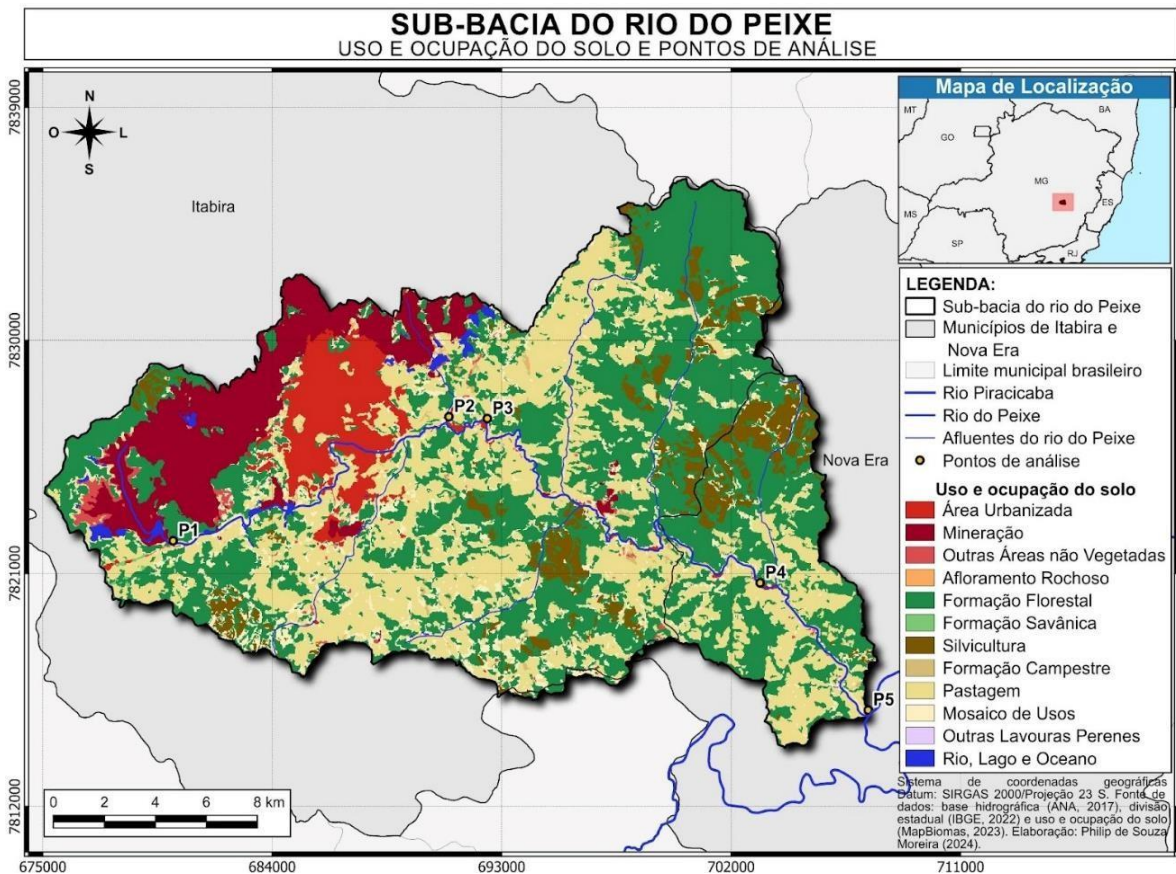 SUB-BACIA DO RIO DO PEIXE
USO E OCUPAÇÃO DO SOLO E PONTOS DE ANÁLISE
7839000
7830000
7821000
7812000
N
O
L
S
Itabira
Nova Era
P1
P2
P3
P4
P5
0 2 4 6 8 km
675000
684000
693000
702000
711000
Mapa de Localização
MT
BA
GO
MG
ES
MS
SP
RJ
LEGENDA:
Sub-bacia do rio do Peixe
Municípios de Itabira e
Nova Era
Limite municipal brasileiro
Rio Piracicaba
Rio do Peixe
Afluentes do rio do Peixe
Pontos de análise
Uso e ocupação do solo
Área Urbanizada
Mineração
Outras Áreas não Vegetadas
Afloramento Rochoso
Formação Florestal
Formação Savânica
Silvicultura
Formação Campestre
Pastagem
Mosaico de Usos
Outras Lavouras Perenes
Rio, Lago e Oceano
Sistema de coordenadas geográficas
Datum: SIRGAS 2000/Projeção 23 S. Fonte de
dados: base hidrográfica (ANA, 2017), divisão
estadual (IBGE, 2022) e uso e ocupação do solo
(MapBiomas, 2023). Elaboração: Philip de Souza
Moreira (2024).